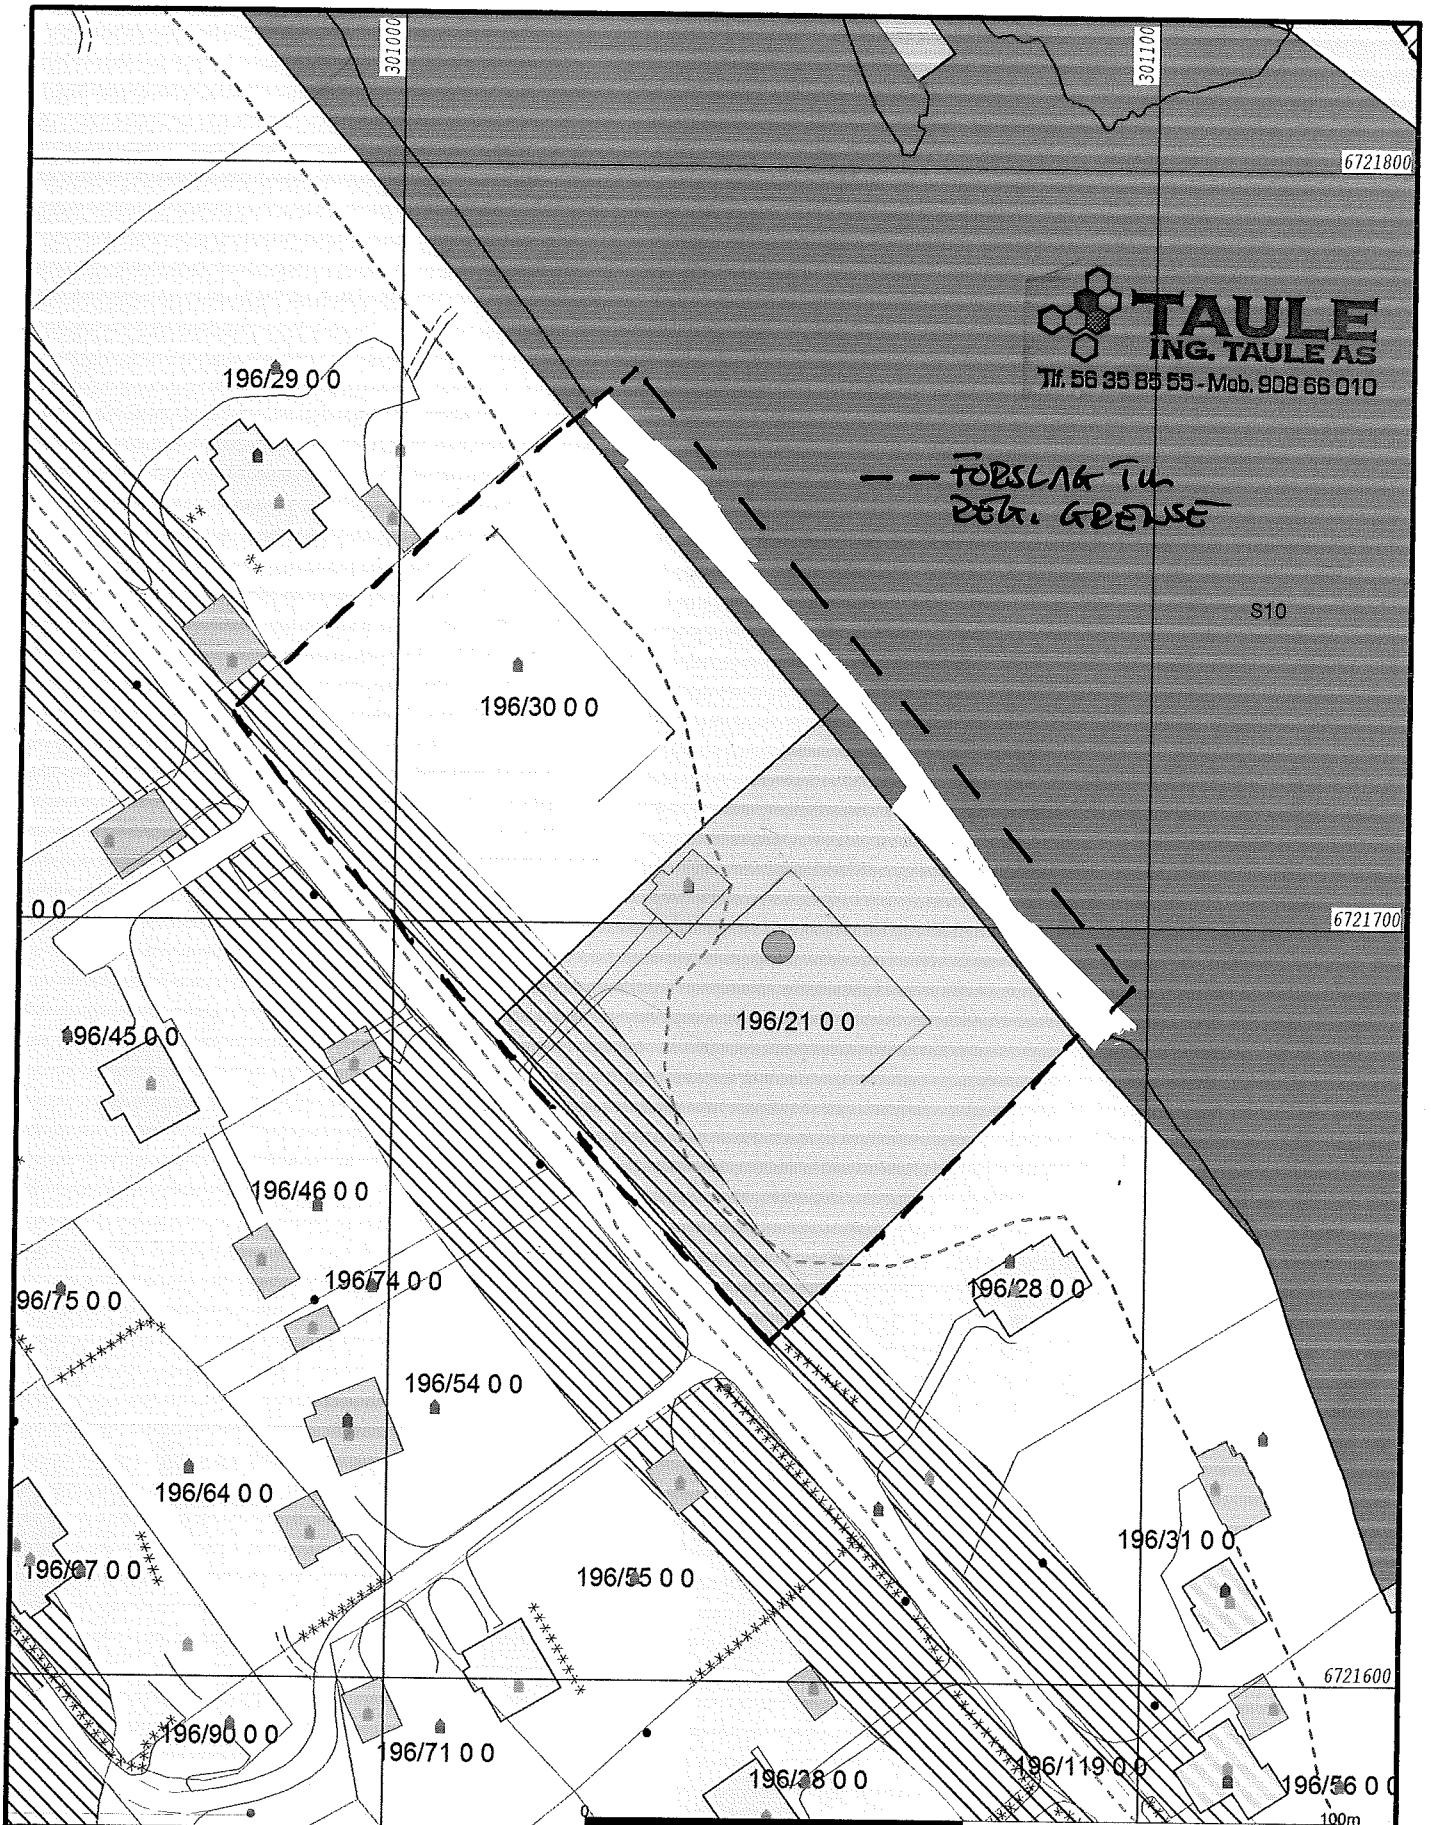 301000
301100
6721800
TAULE
ING. TAULE AS
Tlf. 56 35 85 55 - Mob. 908 66 010
196/29 0 0
FORSLAG TIL
REG. GRENSE
S10
196/30 0 0
0 0
6721700
196/21 0 0
196/45 0 0
196/46 0 0
196/74 0 0
96/75 0 0
196/28 0 0
196/54 0 0
196/64 0 0
196/31 0 0
196/67 0 0
196/55 0 0
6721600
196/90 0 0
196/71 0 0
196/38 0 0
196/119 0 0
196/56 0 0
0
100m